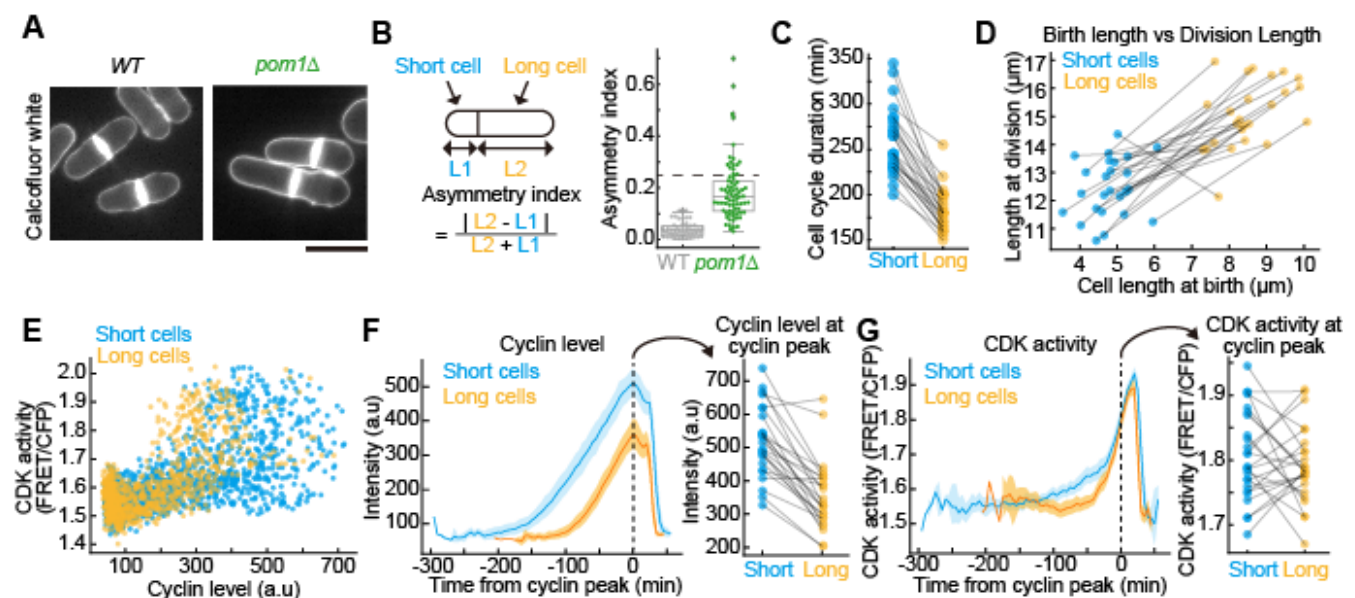 A
WT
pom1Δ
Calcofluor white
B
Short cell
Long cell
L1
L2
Asymmetry index
= | L2 - L1 |
L2 + L1
Asymmetry index
0.6
0.4
0.2
0.0
WT
pom1Δ
C
Cell cycle duration (min)
350
300
250
200
150
Short
Long
D
Birth length vs Division Length
Short cells
Long cells
Length at division (μm)
17
16
15
14
13
12
11
4 5 6 7 8 9 10
Cell length at birth (μm)
E
Short cells
Long cells
CDK activity
(FRET/CFP)
2.0
1.9
1.8
1.7
1.6
1.5
1.4
100 300 500 700
Cyclin level (a.u)
F
Cyclin level
Short cells
Long cells
Intensity (a.u)
500
400
300
200
100
-300 -200 -100 0
Time from cyclin peak (min)
Cyclin level at
cyclin peak
Intensity (a.u)
700
600
500
400
300
200
Short
Long
G
CDK activity
Short cells
Long cells
CDK activity (FRET/CFP)
1.9
1.8
1.7
1.6
1.5
-300 -200 -100 0
Time from cyclin peak (min)
CDK activity at
cyclin peak
CDK activity (FRET/CFP)
1.9
1.8
1.7
Short
Long